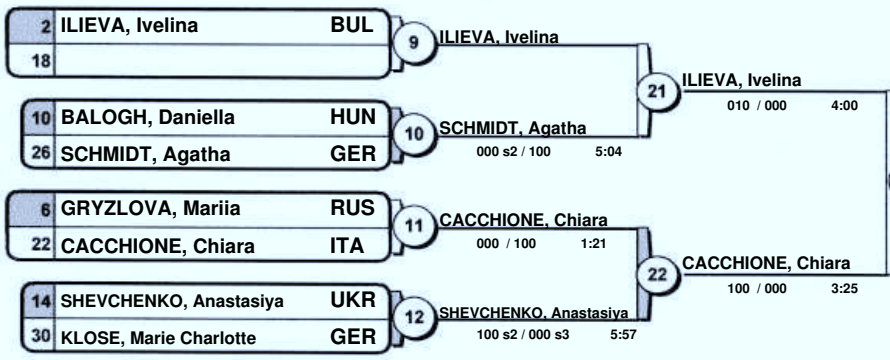 2 ILIEVA, Ivelina BUL
18
9
ILIEVA, Ivelina
21
ILIEVA, Ivelina
010 / 000 4:00
10 BALOGH, Daniella HUN
26 SCHMIDT, Agatha GER
10
SCHMIDT, Agatha
000 s2 / 100 5:04
6 GRYZLOVA, Mariia RUS
22 CACCHIONE, Chiara ITA
11
CACCHIONE, Chiara
000 / 100 1:21
22
CACCHIONE, Chiara
100 / 000 3:25
14 SHEVCHENKO, Anastasiya UKR
30 KLOSE, Marie Charlotte GER
12
SHEVCHENKO, Anastasiya
100 s2 / 000 s3 5:57